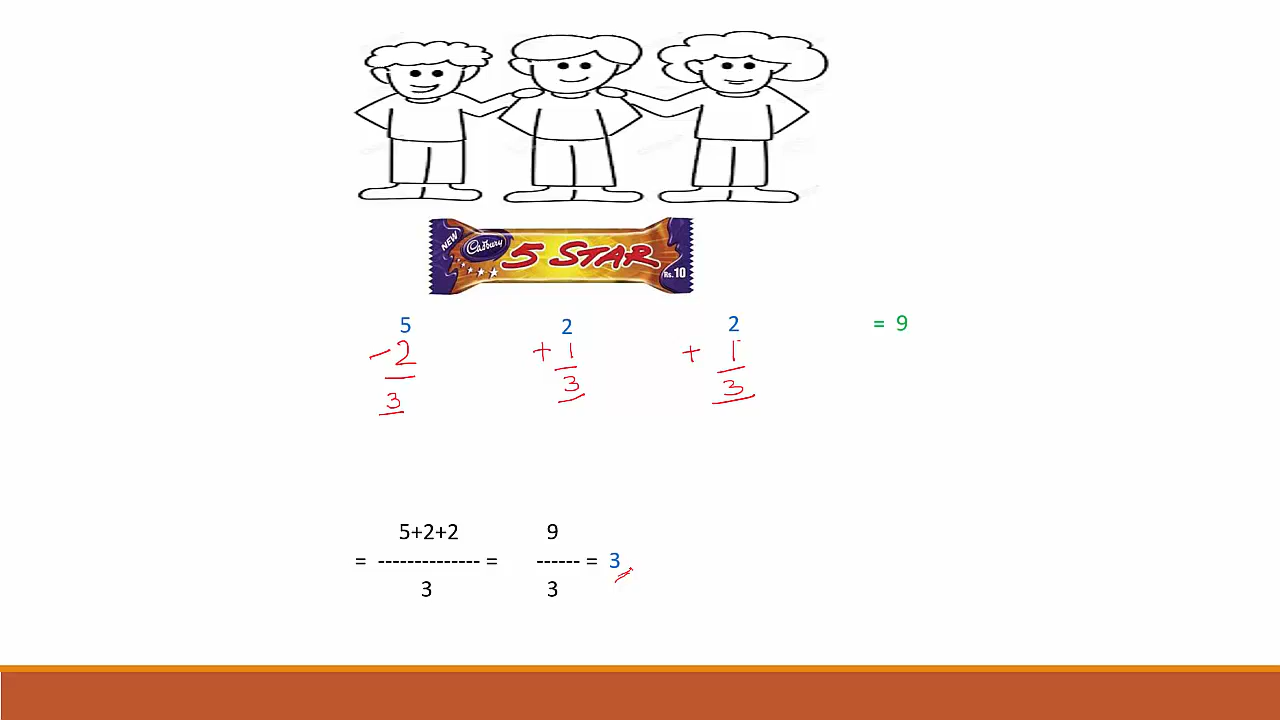 NEW Cadbury 5 STAR Rs.10
5 2 2 = 9
-2 +1 +1
3 3 3
5+2+2 9
= --------------- = ------ = 3
3 3